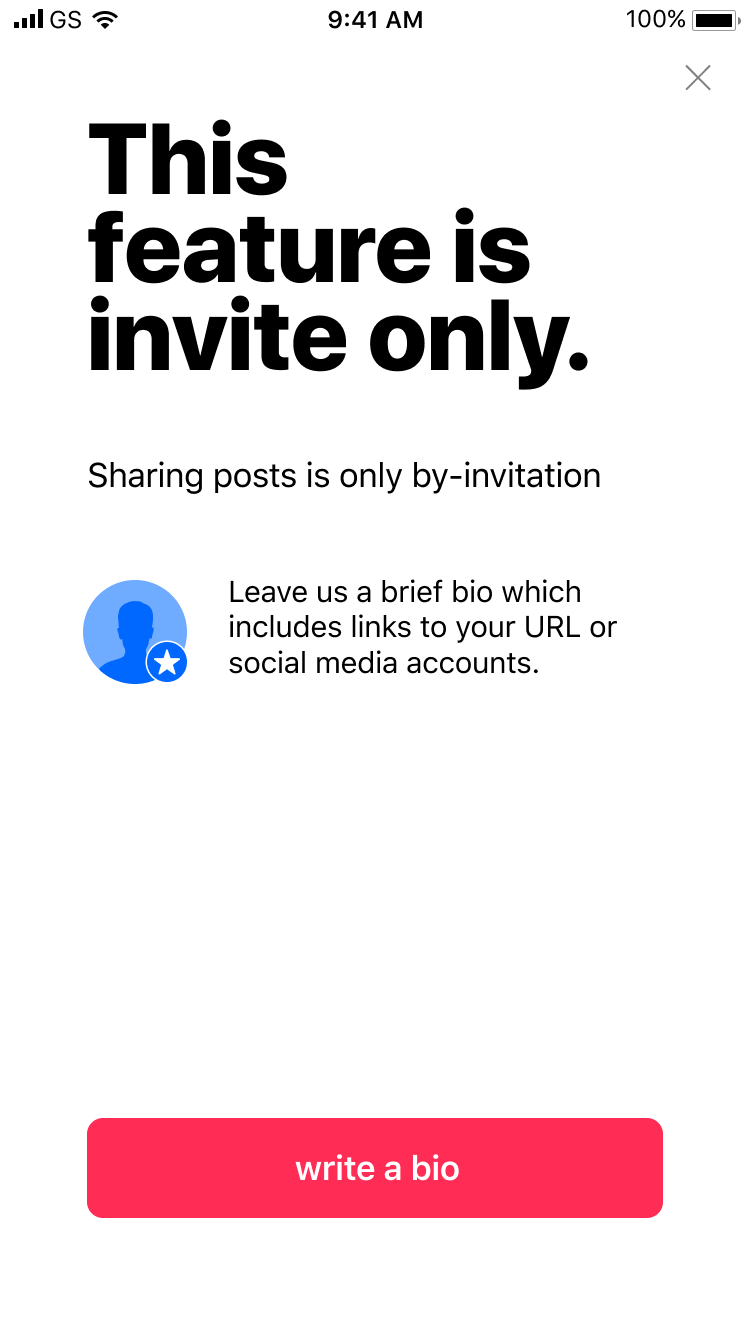 GS 9:41 AM 100%
This
feature is
invite only.
Sharing posts is only by-invitation
Leave us a brief bio which
includes links to your URL or
social media accounts.
write a bio